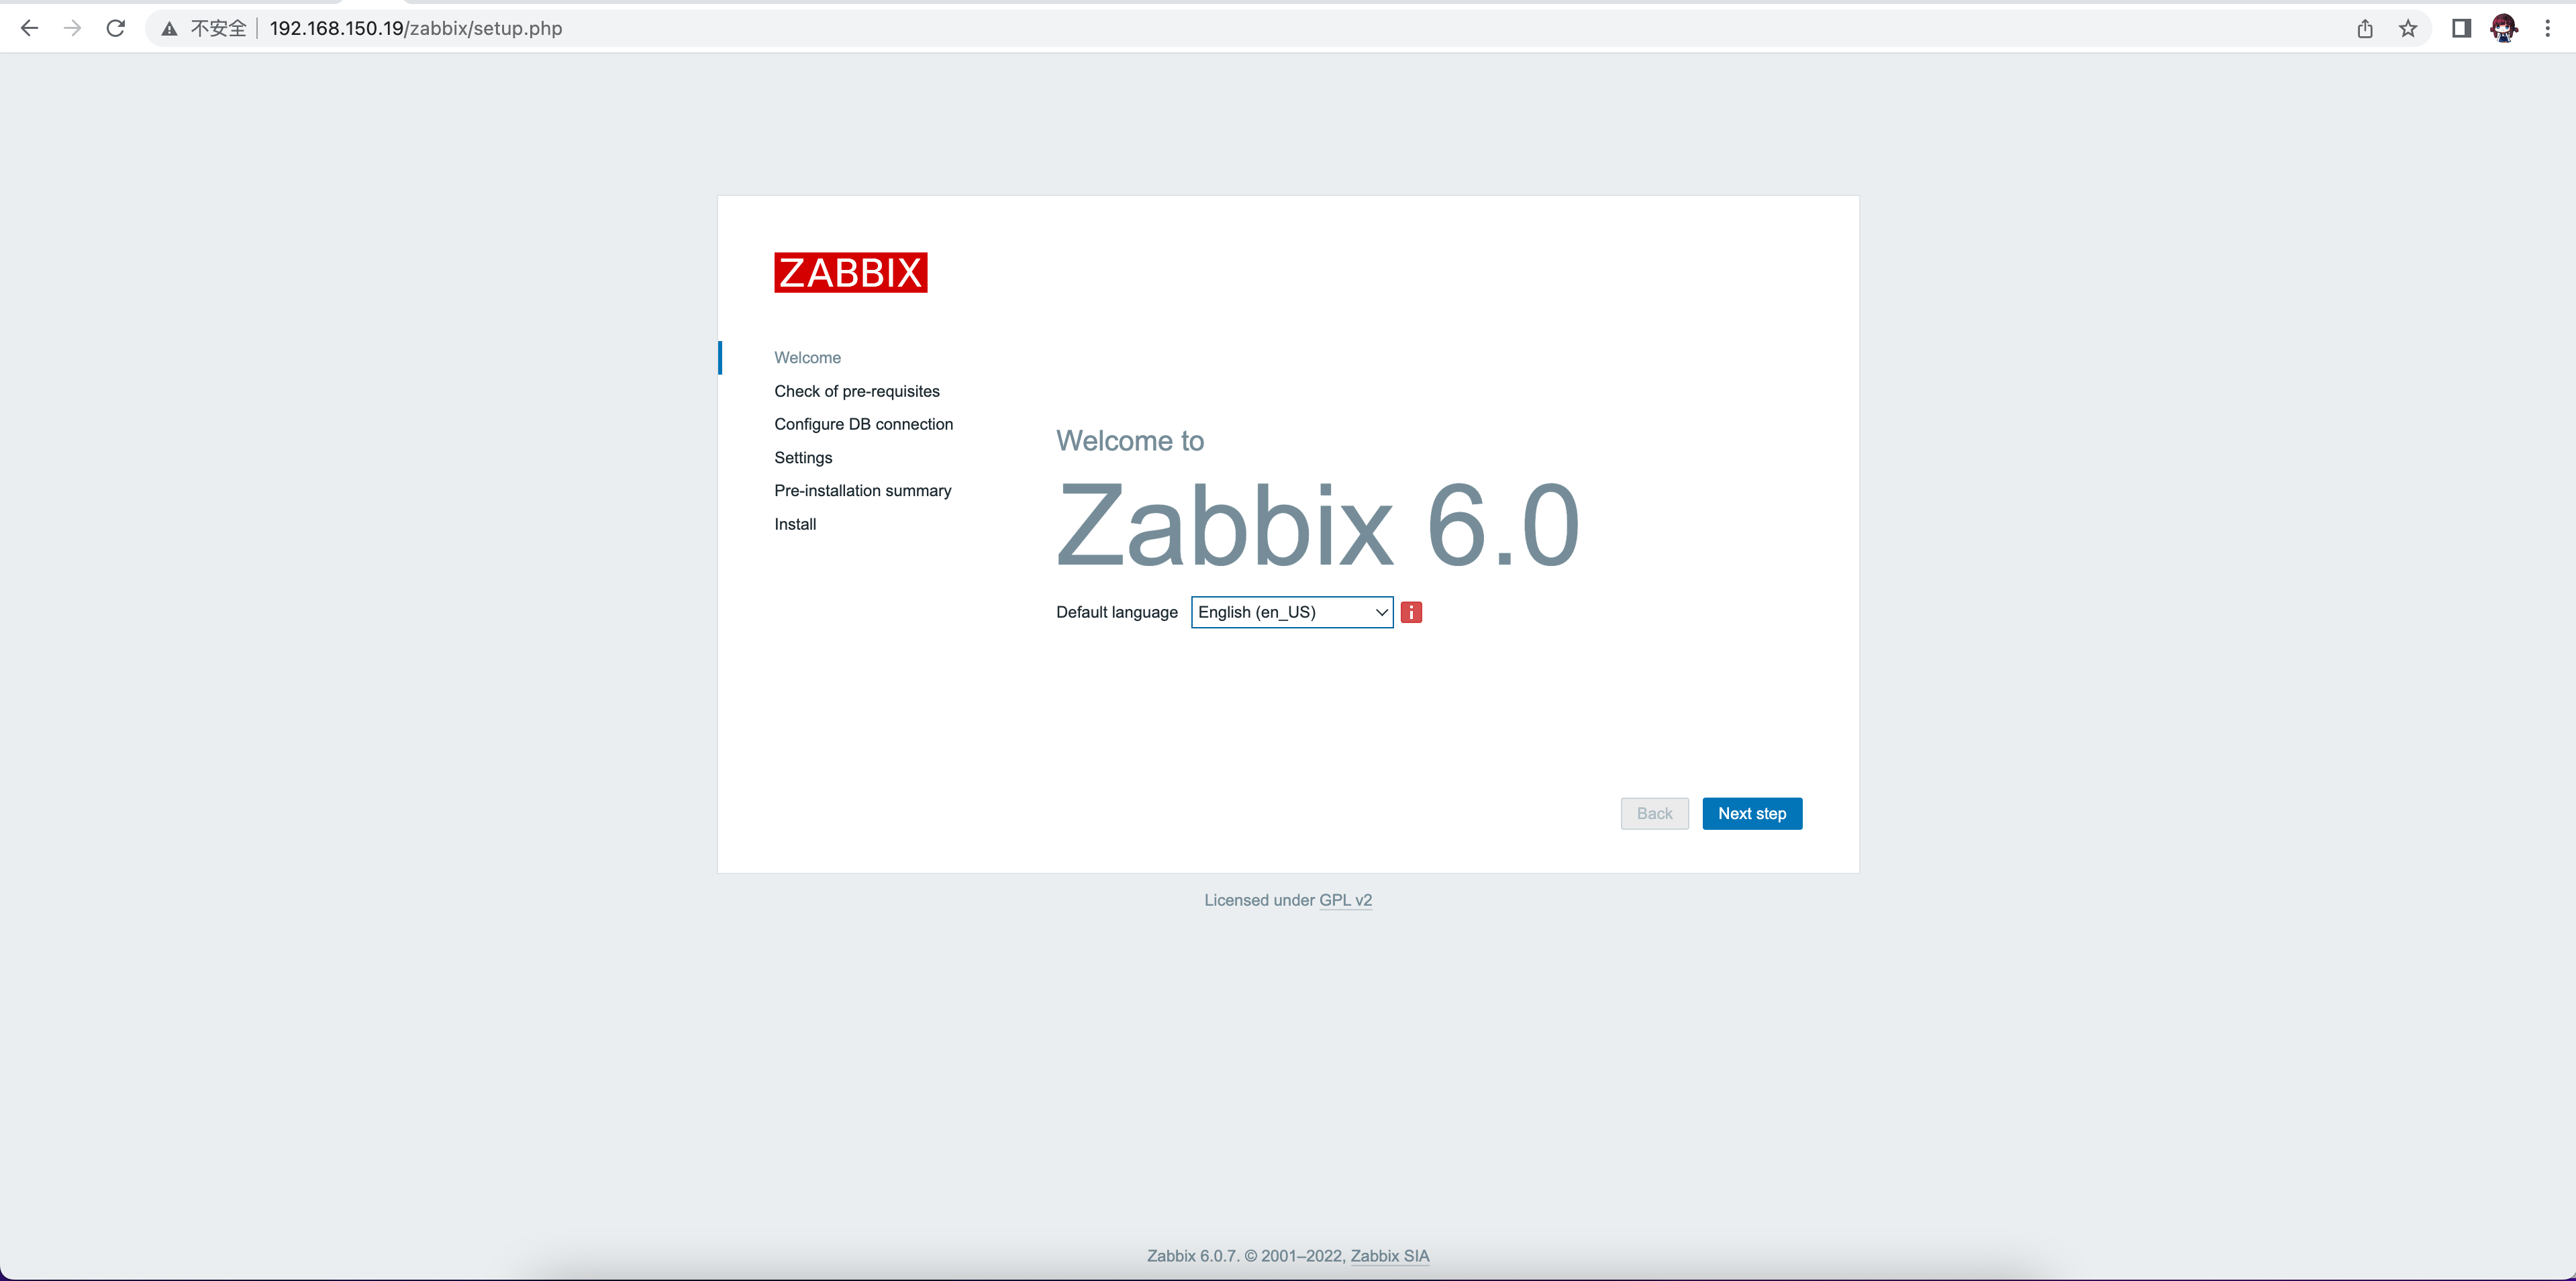 不安全 | 192.168.150.19/zabbix/setup.php
ZABBIX
Welcome
Check of pre-requisites
Configure DB connection
Settings
Pre-installation summary
Install
Welcome to
Zabbix 6.0
Default language English (en_US) i
Back Next step
Licensed under GPL v2
Zabbix 6.0.7. © 2001–2022, Zabbix SIA